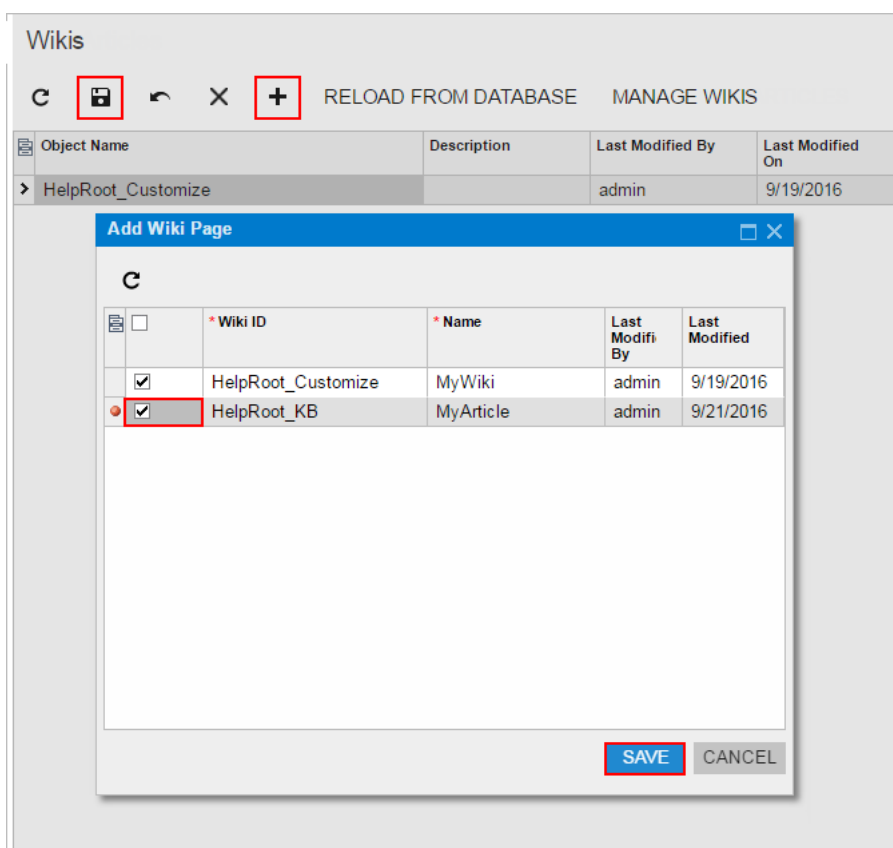 Wikis
RELOAD FROM DATABASE MANAGE WIKIS
Object Name Description Last Modified By Last Modified On
HelpRoot_Customize admin 9/19/2016
Add Wiki Page
* Wiki ID * Name Last Modifi By Last Modified
HelpRoot_Customize MyWiki admin 9/19/2016
HelpRoot_KB MyArticle admin 9/21/2016
SAVE CANCEL